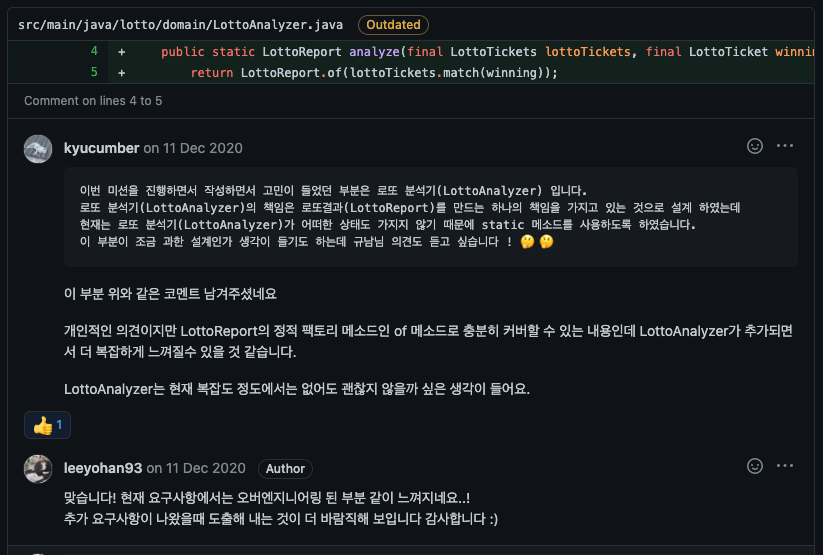 src/main/java/lotto/domain/LottoAnalyzer.java Outdated
4 + public static LottoReport analyze(final LottoTickets lottoTickets, final LottoTicket
5 + return LottoReport.of(lottoTickets.match(winning));
Comment on lines 4 to 5
kyucumber on 11 Dec 2020
이번 미션을 진행하면서 작성하면서 고민이 들었던 부분은 로또 분석기(LottoAnalyzer) 입니다.
로또 분석기(LottoAnalyzer)의 책임은 로또결과(LottoReport)를 만드는 하나의 책임을 가지고 있는 것으로 설계 하였는데
현재는 로또 분석기(LottoAnalyzer)가 어떠한 상태도 가지지 않기 때문에 static 메소드를 사용하도록 하였습니다.
이 부분이 조금 과한 설계인가 생각이 들기도 하는데 규남님 의견도 듣고 싶습니다 ! 🤔🤔
이 부분 위와 같은 코멘트 남겨주셨네요
개인적인 의견이지만 LottoReport의 정적 팩토리 메소드인 of 메소드로 충분히 커버할 수 있는 내용인데 LottoAnalyzer가 추가되면
서 더 복잡하게 느껴질수 있을 것 같습니다.
LottoAnalyzer는 현재 복잡도 정도에서는 없어도 괜찮지 않을까 싶은 생각이 들어요.
👍 1
leeyohan93 on 11 Dec 2020 Author
맞습니다! 현재 요구사항에서는 오버엔지니어링 된 부분 같이 느껴지네요..!
추가 요구사항이 나왔을때 도출해 내는 것이 더 바람직해 보입니다 감사합니다 :)